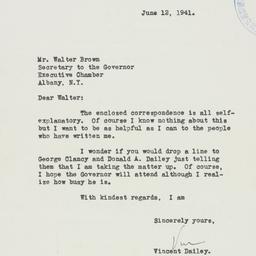 June 12, 1941.
Mr. Walter Brown
Secretary to the Governor
Executive Chamber
Albany, N.Y.
Dear Walter:
The enclosed correspondence is all self-
explanatory. Of course I know nothing about this
but I want to be as helpful as I can to the people
who have written me.
I wonder if you would drop a line to
George Clancy and Donald A. Dailey just telling
them that I am taking the matter up. Of course,
I hope the Governor will attend although I real-
ize how busy he is.
With kindest regards, I am
Sincerely yours,
Vin
Vincent Dailey.